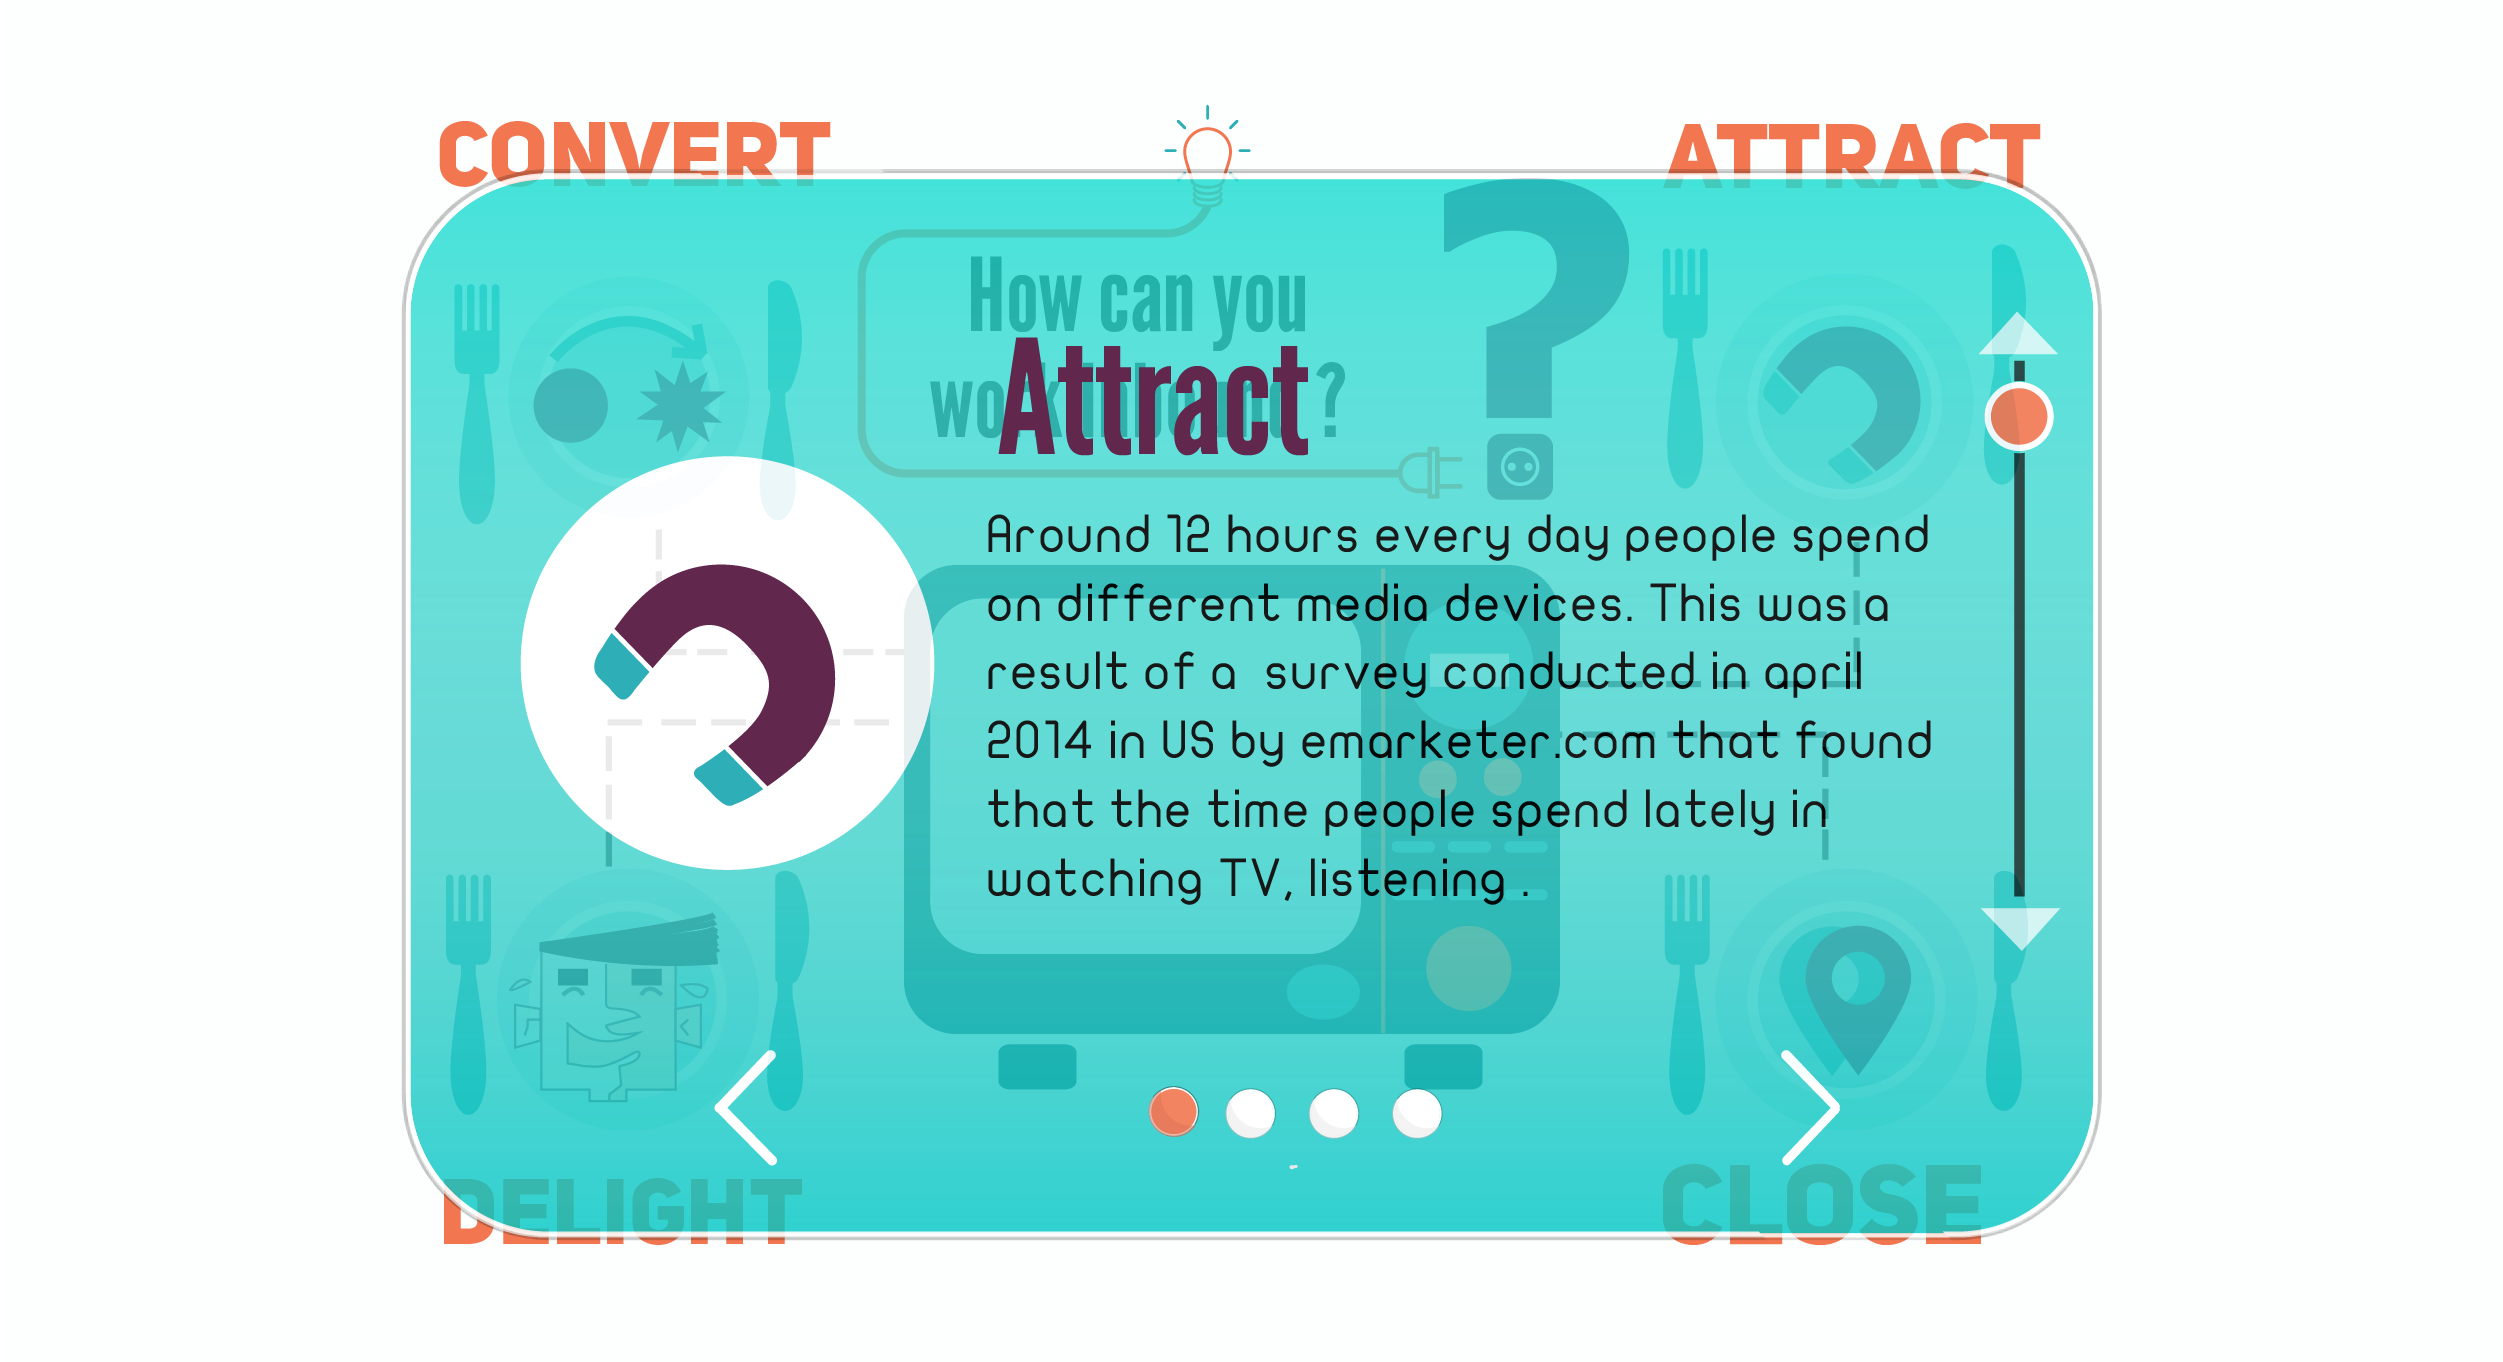 CONVERT
ATTRACT
How can you
Attract
?
?
Around 12 hours every day people spend
on different media devices. This was a
result of a survey conducted in april
2014 in US by emarketer.com that found
that the time people spend lately in
watching TV, listening .
DELIGHT
CLOSE